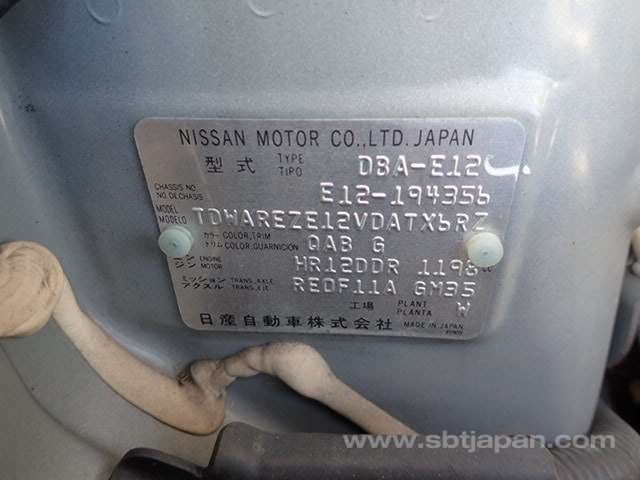 NISSAN MOTOR CO.,LTD. JAPAN
型式 TYPE TIPO DBA-E12
CHASSIS NO. NO. DE CHASIS E12-194356
MODEL MODELO TDWAREZE12VDATX6RZ
カラー トリム COLOR,TRIM COLOR,GUARNICION QAB G
エンジン ENGINE MOTOR HR12DDR 1198cc
ミッション アクスル TRANS.,AXLE TRANS.,EJE REOF11A GM35
工場 PLANT PLANTA W
日産自動車株式会社 MADE IN JAPAN
www.sbtjapan.com